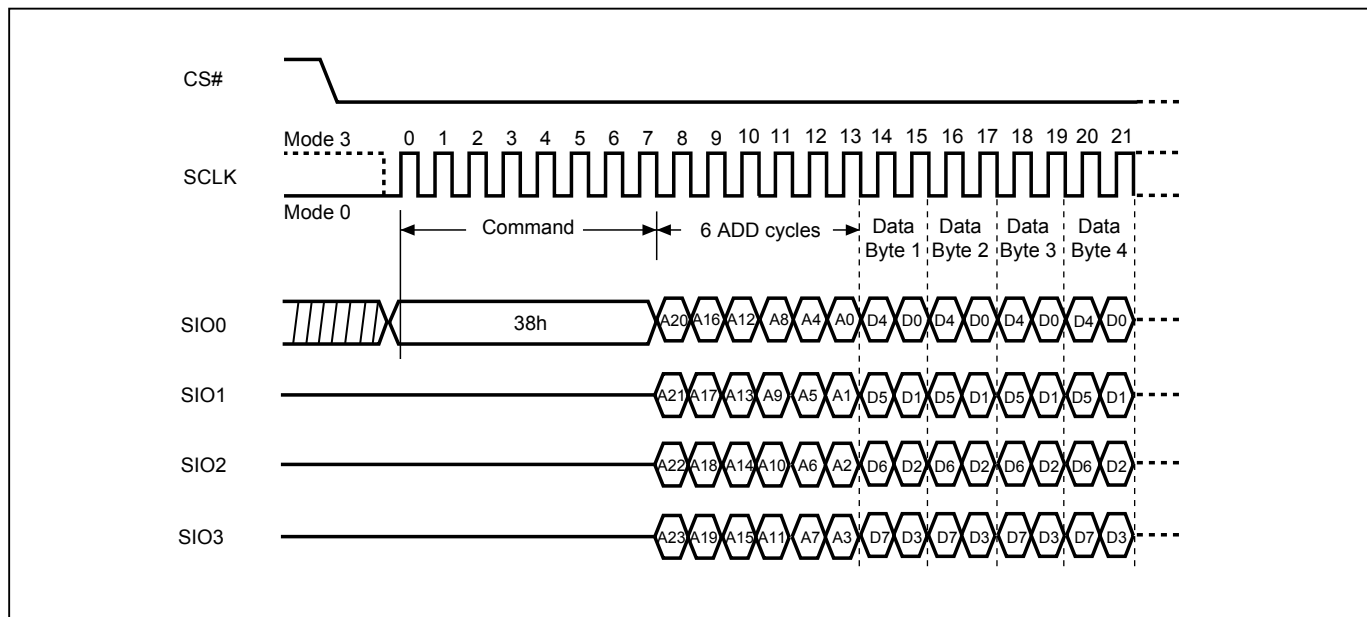 CS#
Mode 3
0 1 2 3 4 5 6 7 8 9 10 11 12 13 14 15 16 17 18 19 20 21
SCLK
Mode 0
Command
6 ADD cycles
Data Byte 1
Data Byte 2
Data Byte 3
Data Byte 4
SIO0
38h
A20 A16 A12 A8 A4 A0 D4 D0 D4 D0 D4 D0 D4 D0
SIO1
A21 A17 A13 A9 A5 A1 D5 D1 D5 D1 D5 D1 D5 D1
SIO2
A22 A18 A14 A10 A6 A2 D6 D2 D6 D2 D6 D2 D6 D2
SIO3
A23 A19 A15 A11 A7 A3 D7 D3 D7 D3 D7 D3 D7 D3